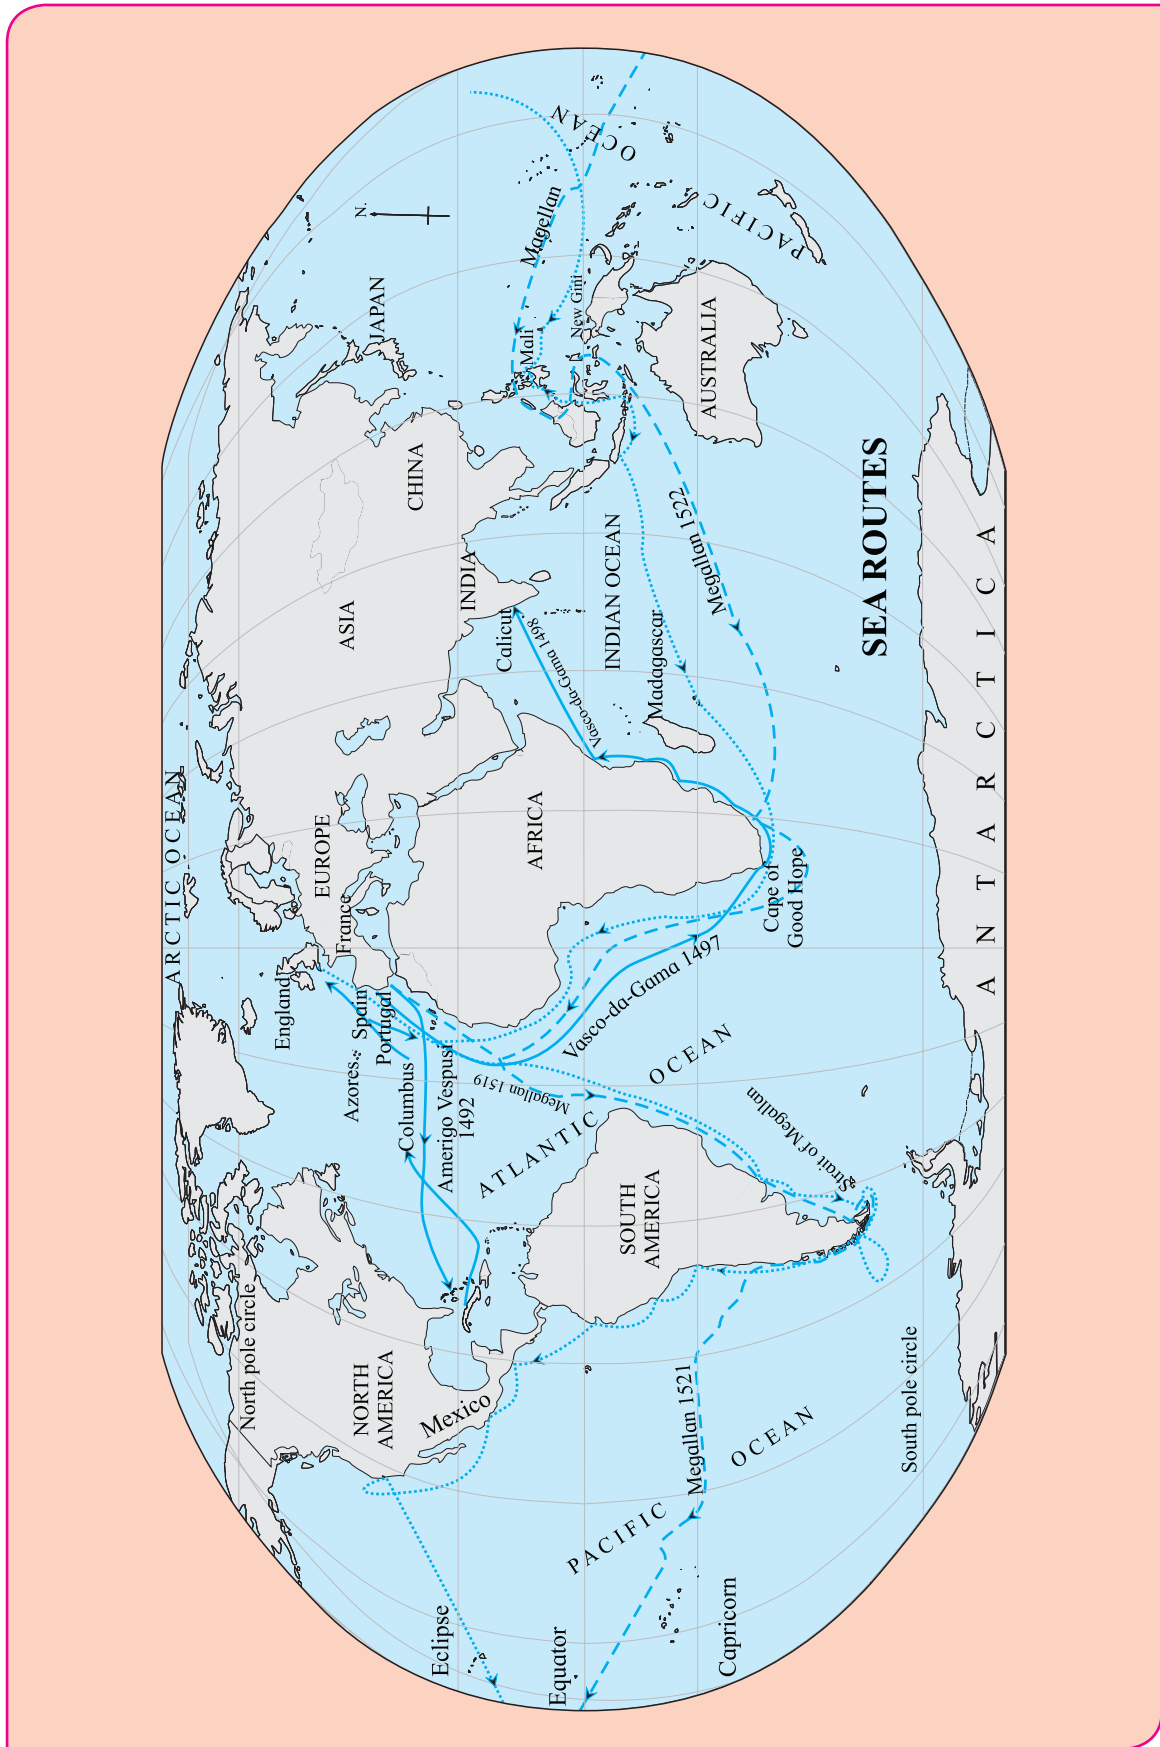 SEA ROUTES
ARCTIC OCEAN
North pole circle
NORTH
AMERICA
Mexico
England
France
EUROPE
ASIA
JAPAN
CHINA
INDIA
Calicut
N.
Azores
Spain
Portugal
Columbus
Amerigo Vespusi
1492
Megallan 1519
ATLANTIC
OCEAN
AFRICA
Vasco-da-Gama 1497
Vasco-da-Gama 1498
INDIAN OCEAN
Madagascar
Cape of
Good Hope
Megallan 1522
Magellan
Mali
New Gini
AUSTRALIA
PACIFIC
OCEAN
SOUTH
AMERICA
Strait of Megallan
Megallan 1521
PACIFIC
OCEAN
Eclipse
Equator
Capricorn
South pole circle
ANTARCTICA